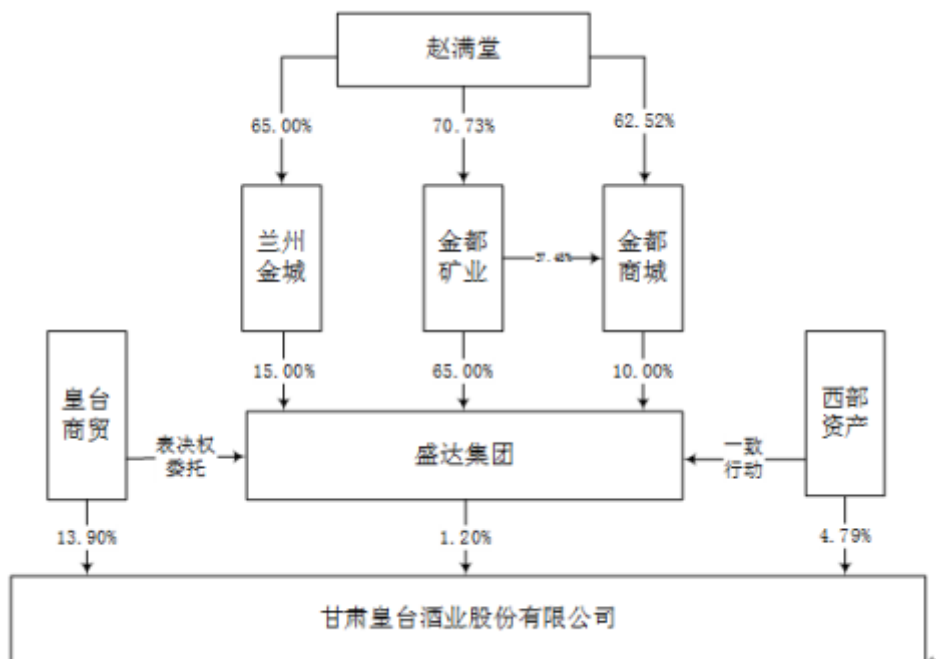 赵满堂
65.00%
70.73%
62.52%
兰州
金城
金都
矿业
金都
商城
15.00%
65.00%
10.00%
皇台
商贸
西部
资产
表决权
委托
盛达集团
一致
行动
13.90%
1.20%
4.79%
甘肃皇台酒业股份有限公司